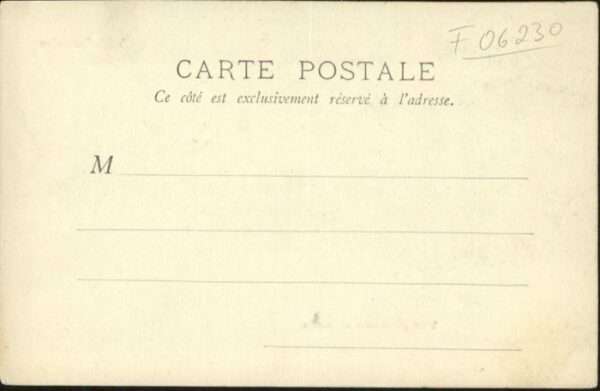 F 06230
CARTE POSTALE
Ce côté est exclusivement réservé à l'adresse.
M